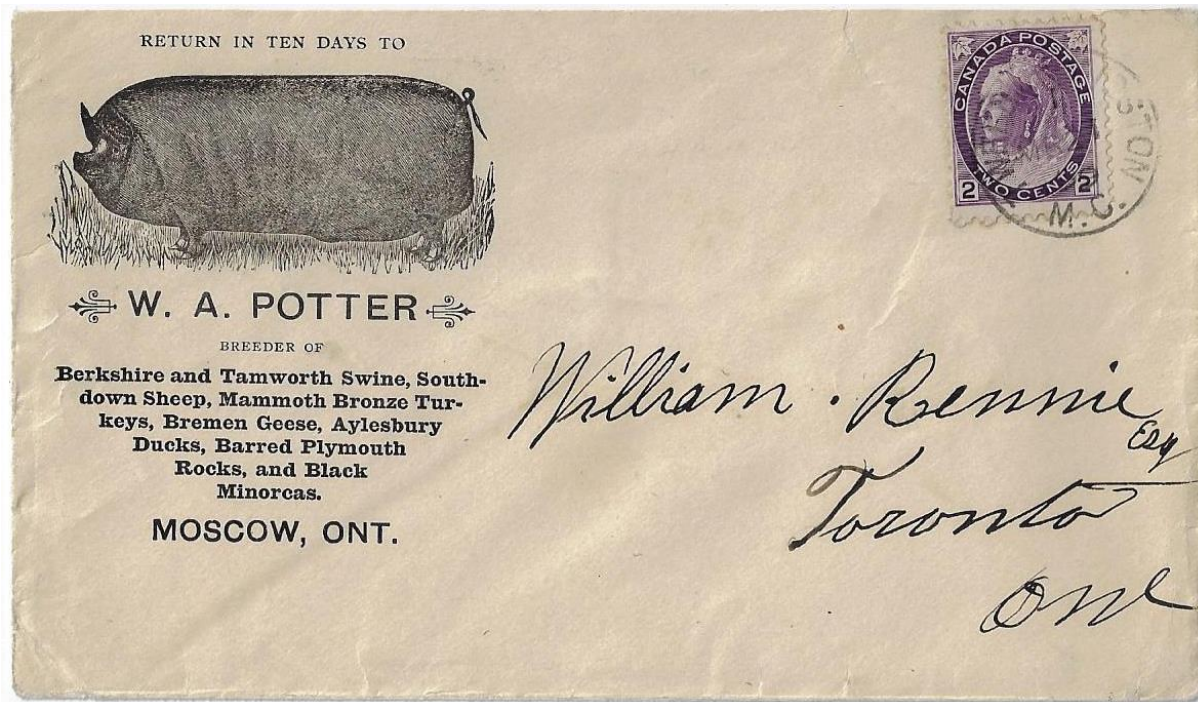 RETURN IN TEN DAYS TO
W. A. POTTER
BREEDER OF
Berkshire and Tamworth Swine, South-
down Sheep, Mammoth Bronze Tur-
keys, Bremen Geese, Aylesbury
Ducks, Barred Plymouth
Rocks, and Black
Minorcas.
MOSCOW, ONT.
CANADA POSTAGE
2 TWO CENTS 2
STON
M.C.
William . Rennie
Esq
Toronto
Ont